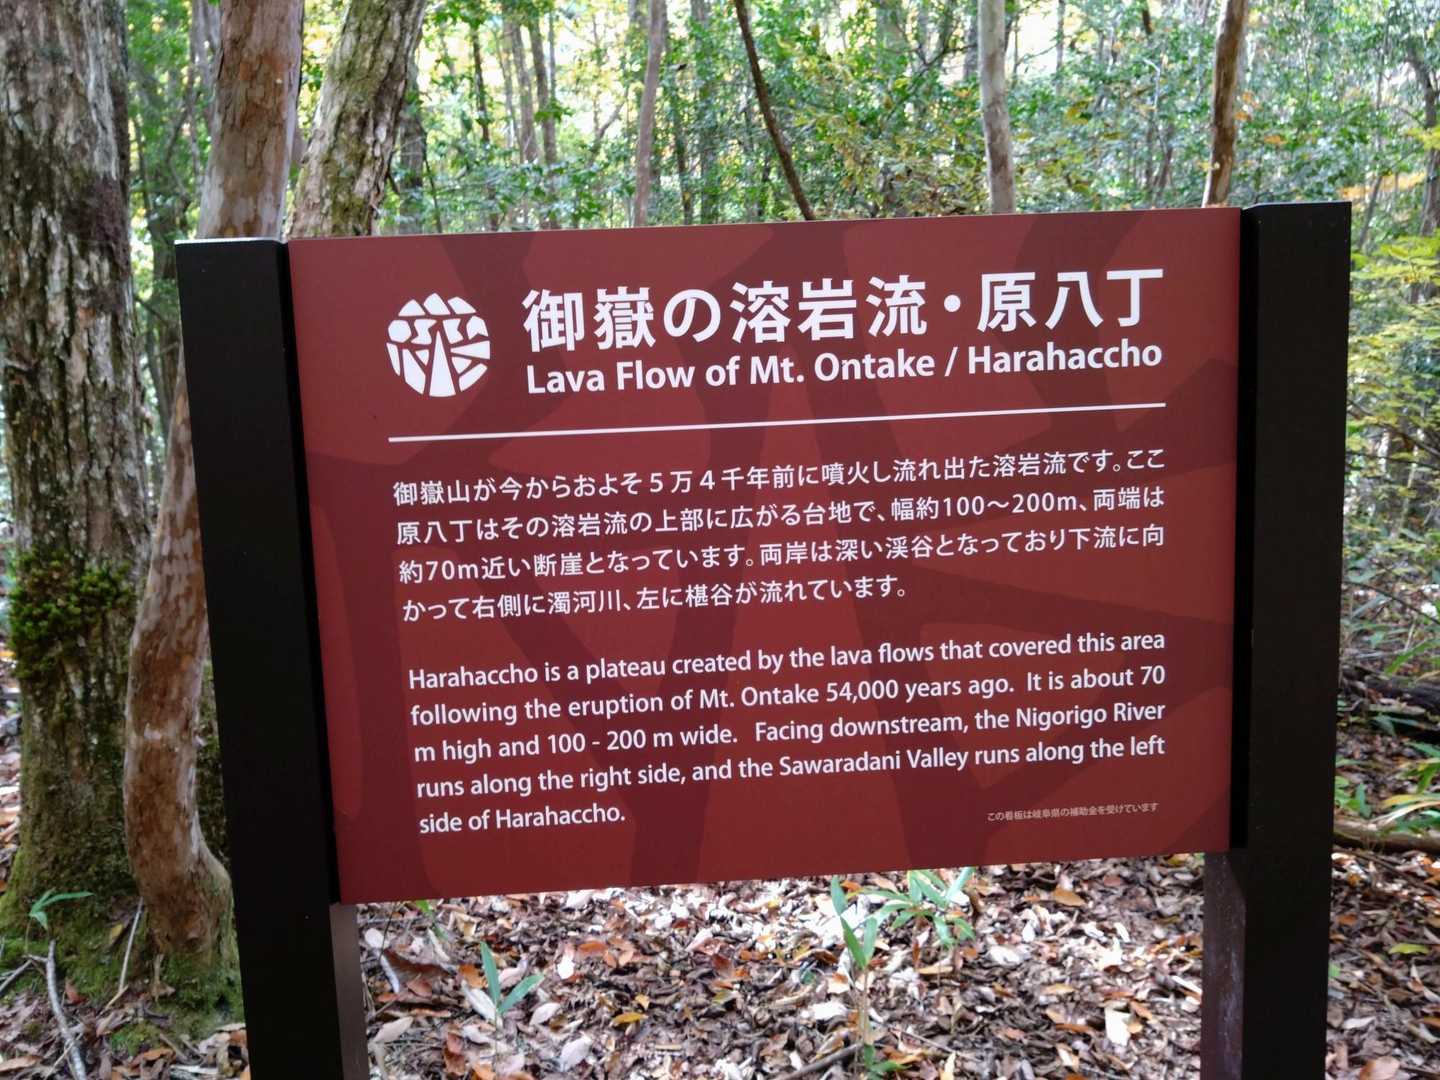 御嶽の溶岩流・原八丁
Lava Flow of Mt. Ontake / Harahaccho
御嶽山が今からおよそ５万４千年前に噴火し流れ出た溶岩流です。ここ
原八丁はその溶岩流の上部に広がる台地で、幅約100～200m、両端は
約70m近い断崖となっています。両岸は深い渓谷となっており下流に向
かって右側に濁河川、左に椹谷が流れています。
Harahaccho is a plateau created by the lava flows that covered this area
following the eruption of Mt. Ontake 54,000 years ago. It is about 70
m high and 100 - 200 m wide. Facing downstream, the Nigorigo River
runs along the right side, and the Sawaradani Valley runs along the left
side of Harahaccho.
この看板は岐阜県の補助金を受けています